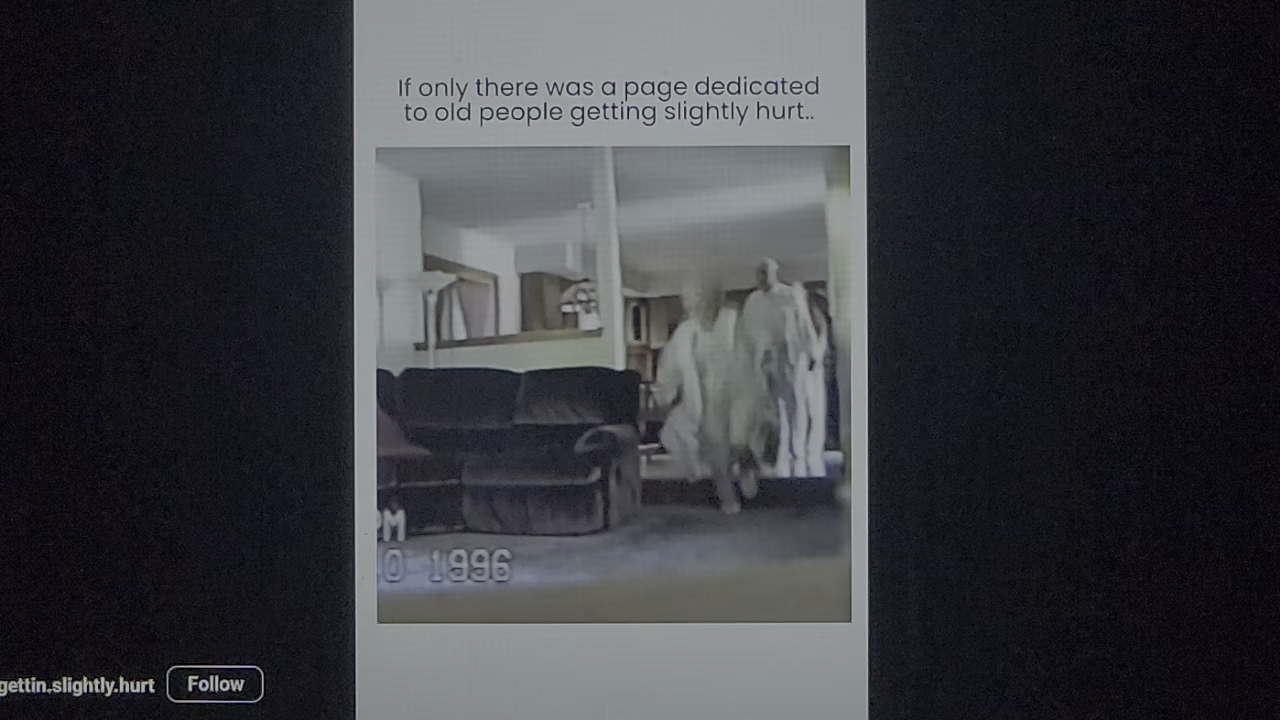 If only there was a page dedicated
to old people getting slightly hurt..
PM
0 1996
gettin.slightly.hurt
Follow